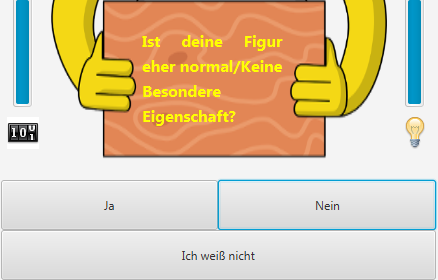 Ist deine Figur
eher normal/Keine
Besondere
Eigenschaft?
Ja
Nein
Ich weiß nicht